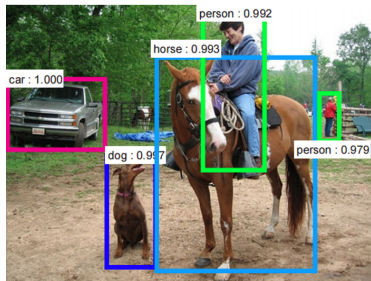 person : 0.992
horse : 0.993
car : 1.000
dog : 0.997
person : 0.979